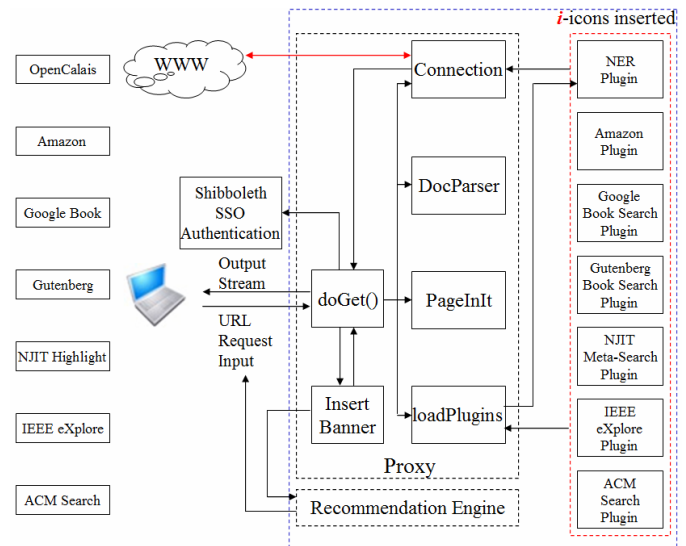 i-icons inserted
OpenCalais
Amazon
Google Book
Gutenberg
NJIT Highlight
IEEE eXplore
ACM Search
WWW
Shibboleth
SSO
Authentication
Output
Stream
URL
Request
Input
Connection
DocParser
doGet()
PageInIt
Insert
Banner
loadPlugins
Proxy
Recommendation Engine
NER
Plugin
Amazon
Plugin
Google
Book Search
Plugin
Gutenberg
Book Search
Plugin
NJIT
Meta-Search
Plugin
IEEE
eXplore
Plugin
ACM
Search
Plugin